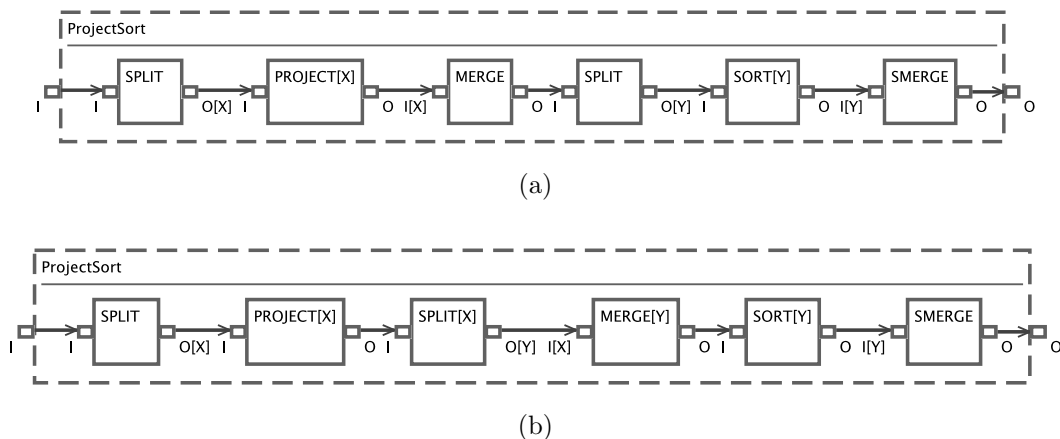 ProjectSort
SPLIT PROJECT[X] MERGE SPLIT SORT[Y] SMERGE
I I O[X] I O I[X] O I O[Y] I O I[Y] O O
(a)
ProjectSort
SPLIT PROJECT[X] SPLIT[X] MERGE[Y] SORT[Y] SMERGE
I I O[X] I O I O[Y] I[X] O I O I[Y] O O
(b)